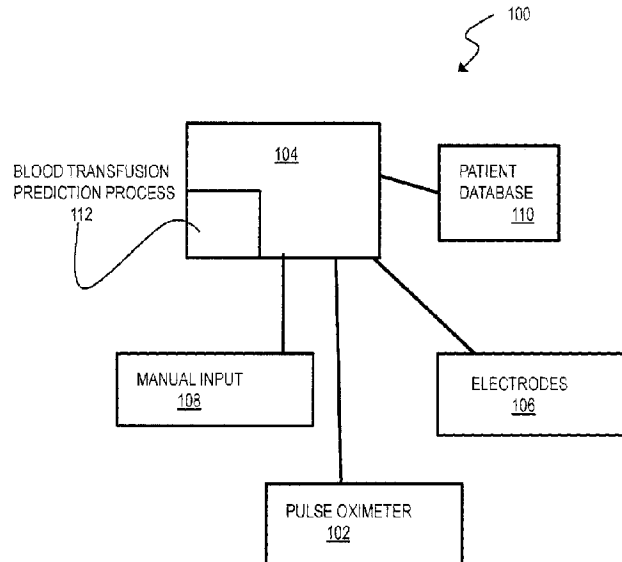 100
104
BLOOD TRANSFUSION
PREDICTION PROCESS
112
PATIENT
DATABASE
110
MANUAL INPUT
108
ELECTRODES
106
PULSE OXIMETER
102